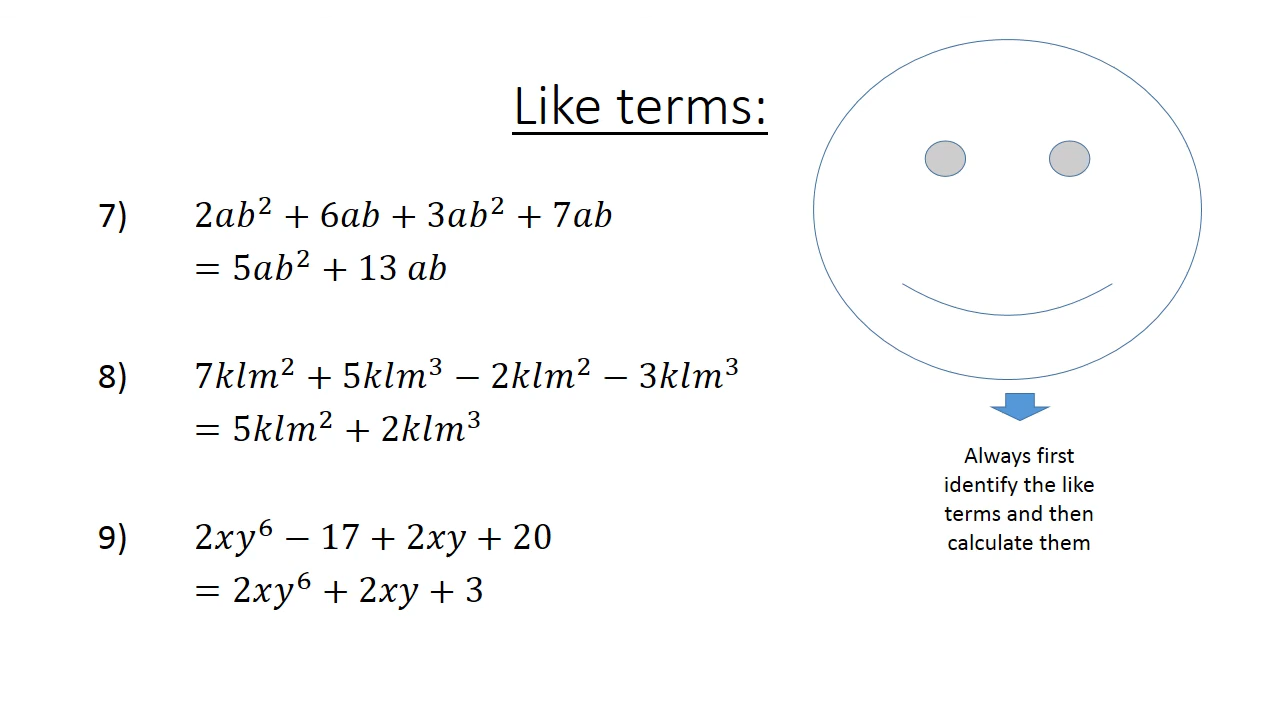 Like terms:
7) 2ab² + 6ab + 3ab² + 7ab
= 5ab² + 13 ab
8) 7klm² + 5klm³ − 2klm² − 3klm³
= 5klm² + 2klm³
9) 2xy⁶ − 17 + 2xy + 20
= 2xy⁶ + 2xy + 3
Always first
identify the like
terms and then
calculate them